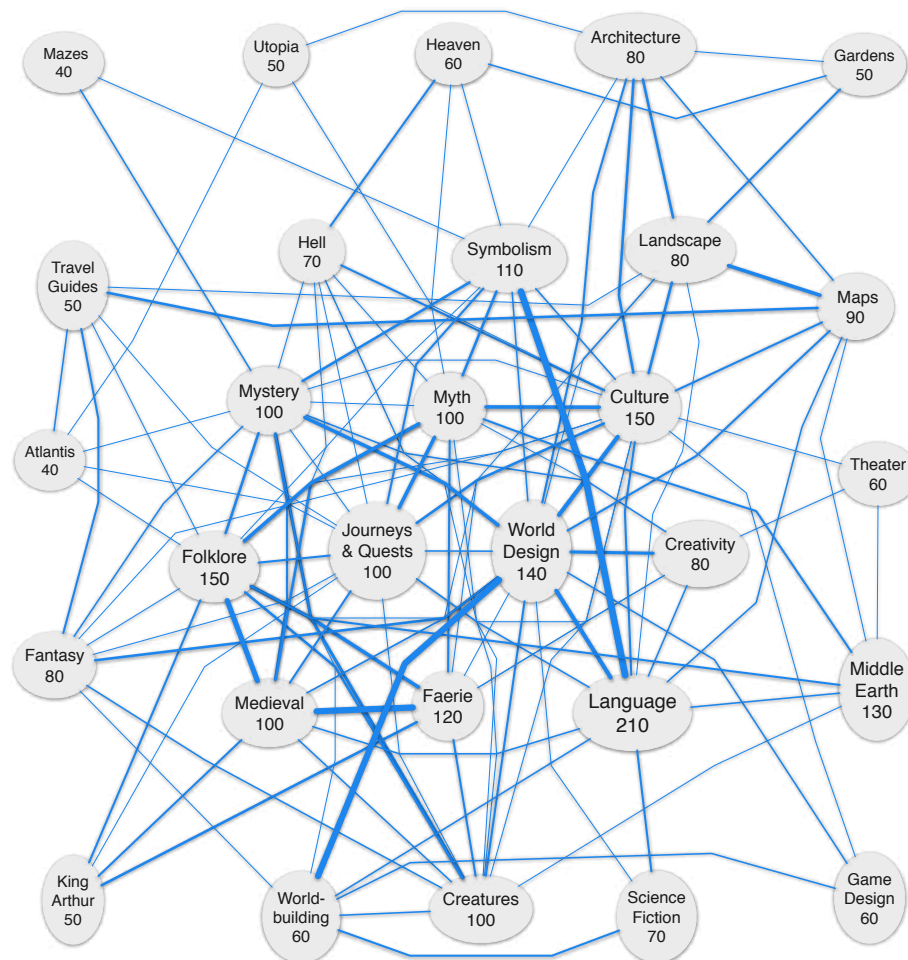 Mazes
40
Utopia
50
Heaven
60
Architecture
80
Gardens
50
Hell
70
Symbolism
110
Landscape
80
Travel
Guides
50
Maps
90
Mystery
100
Myth
100
Culture
150
Atlantis
40
Theater
60
Folklore
150
Journeys
& Quests
100
World
Design
140
Creativity
80
Fantasy
80
Medieval
100
Faerie
120
Language
210
Middle
Earth
130
King
Arthur
50
World-
building
60
Creatures
100
Science
Fiction
70
Game
Design
60